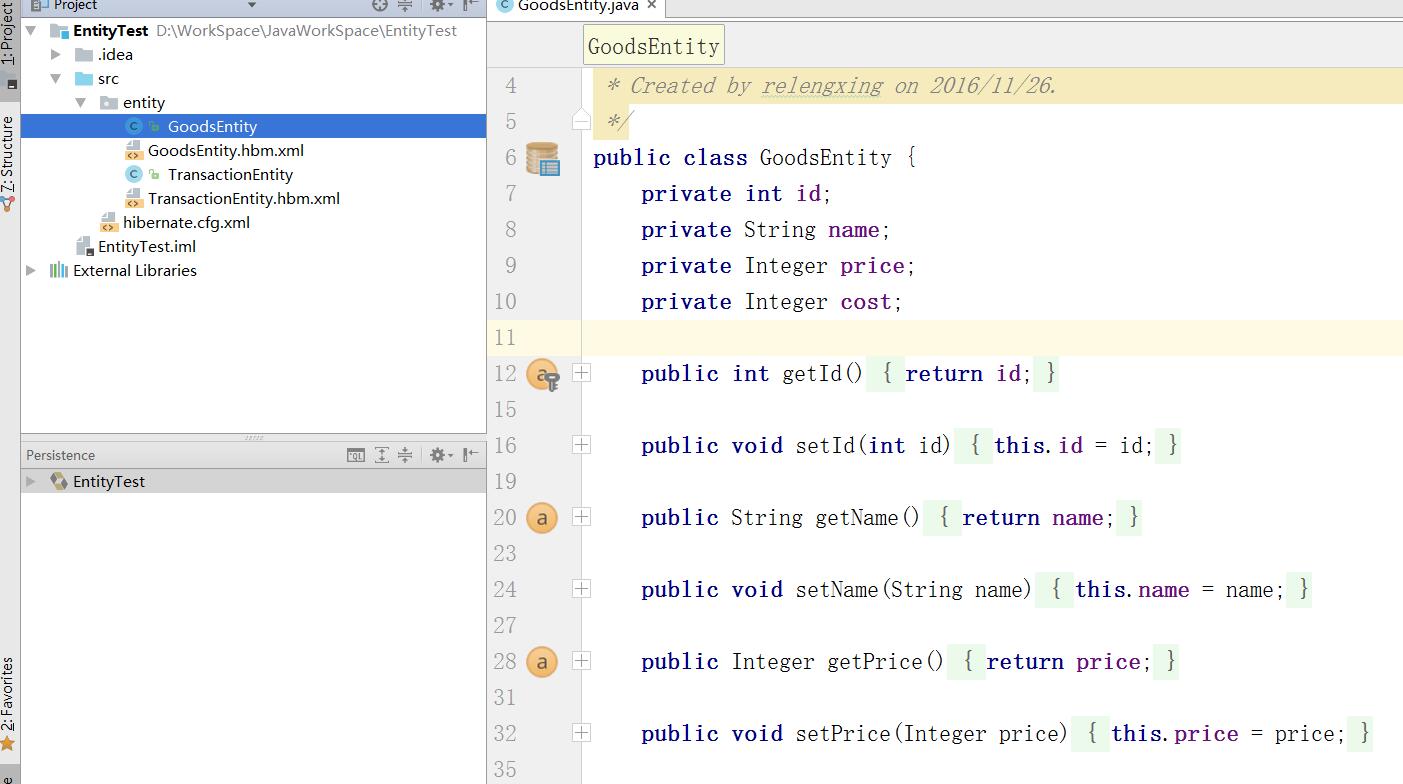 1: Project
7: Structure
2: Favorites
Project
EntityTest D:\WorkSpace\JavaWorkSpace\EntityTest
.idea
src
entity
GoodsEntity
GoodsEntity.hbm.xml
TransactionEntity
TransactionEntity.hbm.xml
hibernate.cfg.xml
EntityTest.iml
External Libraries
Persistence
QL
EntityTest
GoodsEntity.java
GoodsEntity
4 * Created by relengxing on 2016/11/26.
5 */
6 public class GoodsEntity {
7 private int id;
8 private String name;
9 private Integer price;
10 private Integer cost;
11
12 public int getId() { return id; }
15
16 public void setId(int id) { this.id = id; }
19
20 public String getName() { return name; }
23
24 public void setName(String name) { this.name = name; }
27
28 public Integer getPrice() { return price; }
31
32 public void setPrice(Integer price) { this.price = price; }
35